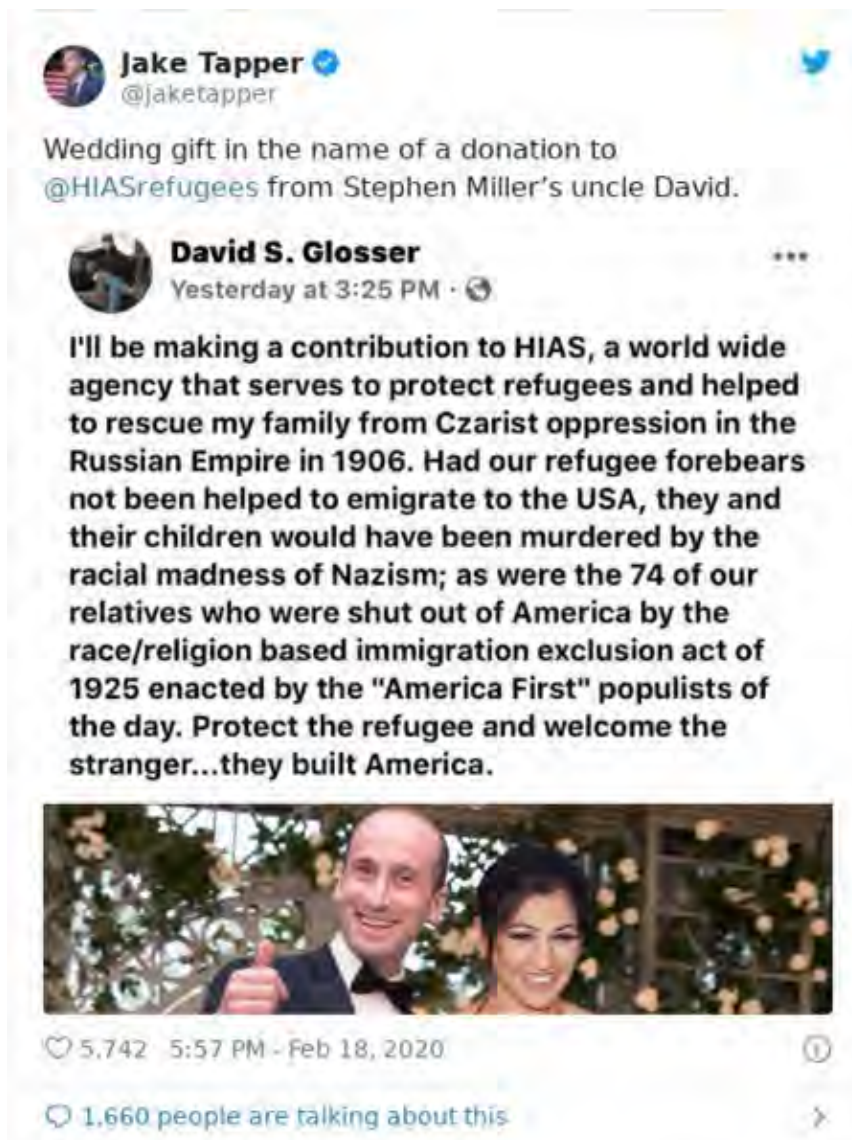 Jake Tapper
@jaketapper
Wedding gift in the name of a donation to
@HIASrefugees from Stephen Miller’s uncle David.
David S. Glosser
Yesterday at 3:25 PM ·
I'll be making a contribution to HIAS, a world wide
agency that serves to protect refugees and helped
to rescue my family from Czarist oppression in the
Russian Empire in 1906. Had our refugee forebears
not been helped to emigrate to the USA, they and
their children would have been murdered by the
racial madness of Nazism; as were the 74 of our
relatives who were shut out of America by the
race/religion based immigration exclusion act of
1925 enacted by the "America First" populists of
the day. Protect the refugee and welcome the
stranger...they built America.
5,742 5:57 PM - Feb 18, 2020
1,660 people are talking about this